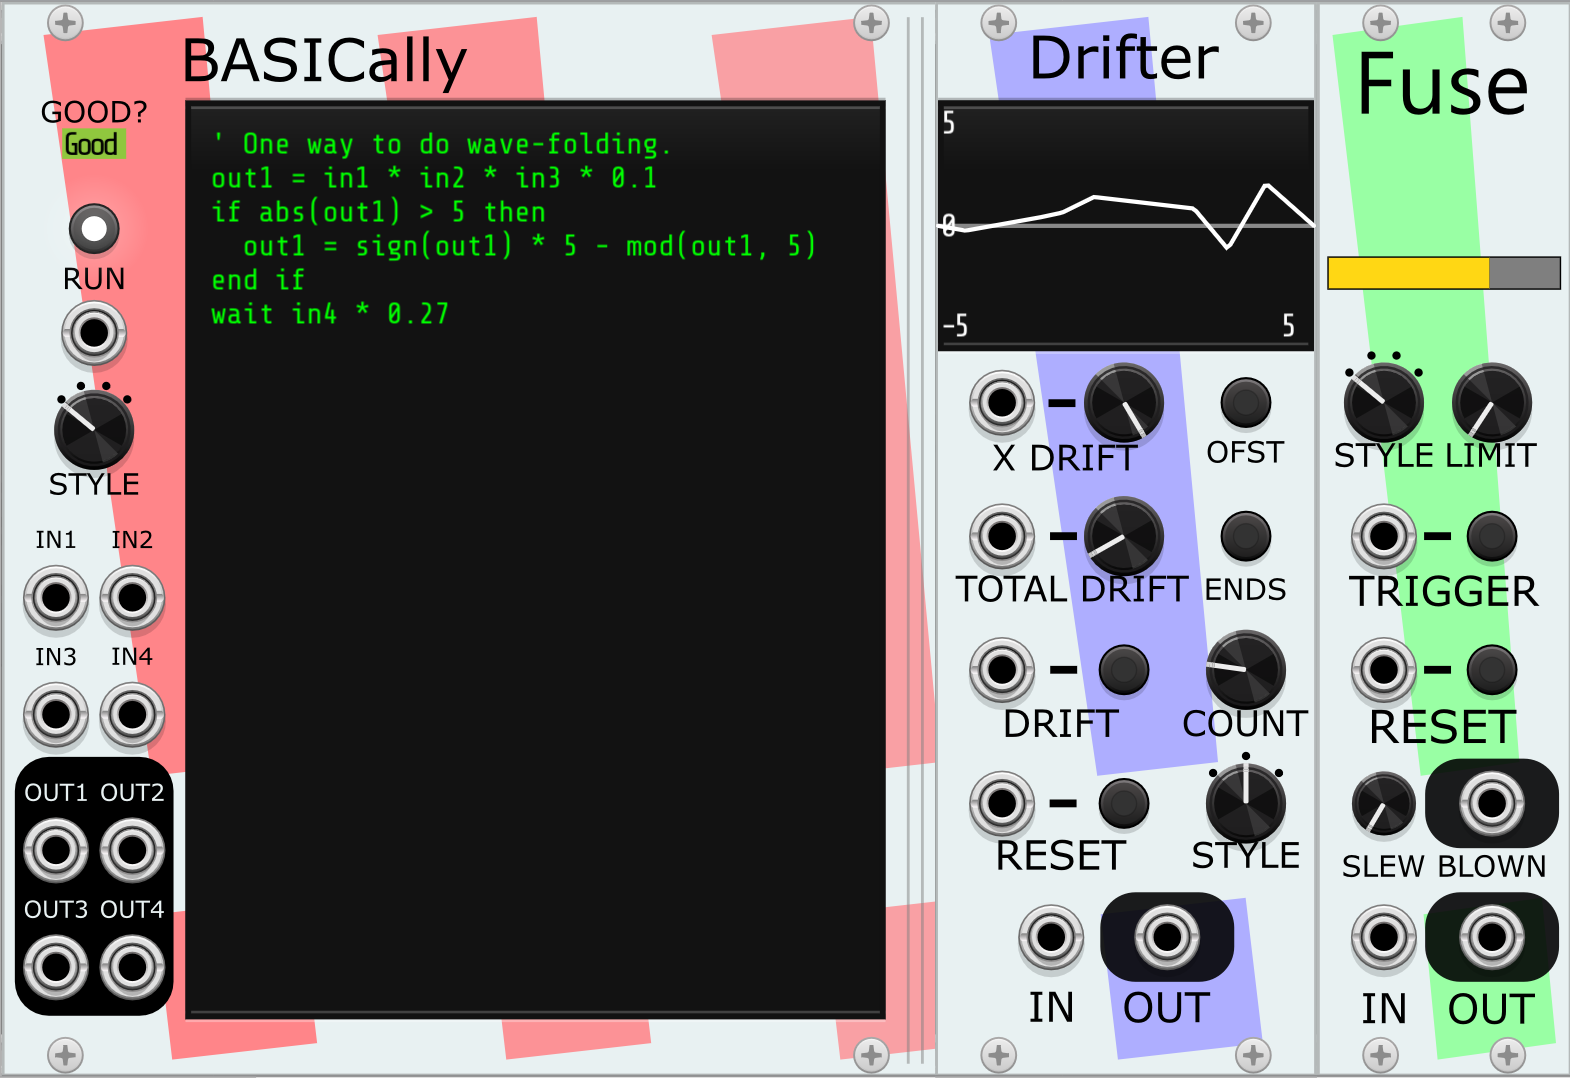 BASICally
GOOD?
Good
RUN
STYLE
IN1 IN2
IN3 IN4
OUT1 OUT2
OUT3 OUT4
' One way to do wave-folding.
out1 = in1 * in2 * in3 * 0.1
if abs(out1) > 5 then
  out1 = sign(out1) * 5 - mod(out1, 5)
end if
wait in4 * 0.27
Drifter
5
0
-5 5
X DRIFT OFST
TOTAL DRIFT ENDS
DRIFT COUNT
RESET STYLE
IN OUT
Fuse
STYLE LIMIT
TRIGGER
RESET
SLEW BLOWN
IN OUT